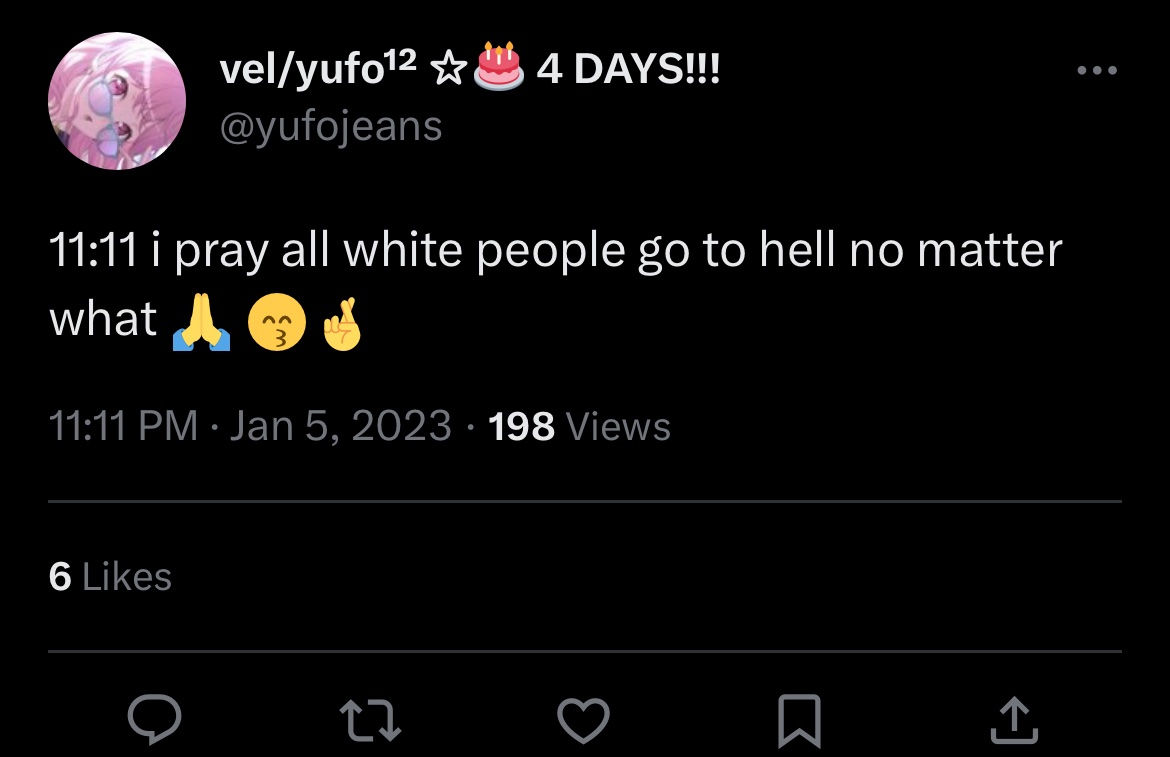 vel/yufo¹² ☆🎂 4 DAYS!!!
@yufojeans
11:11 i pray all white people go to hell no matter
what 🙏 😙 🤞
11:11 PM · Jan 5, 2023 · 198 Views
6 Likes